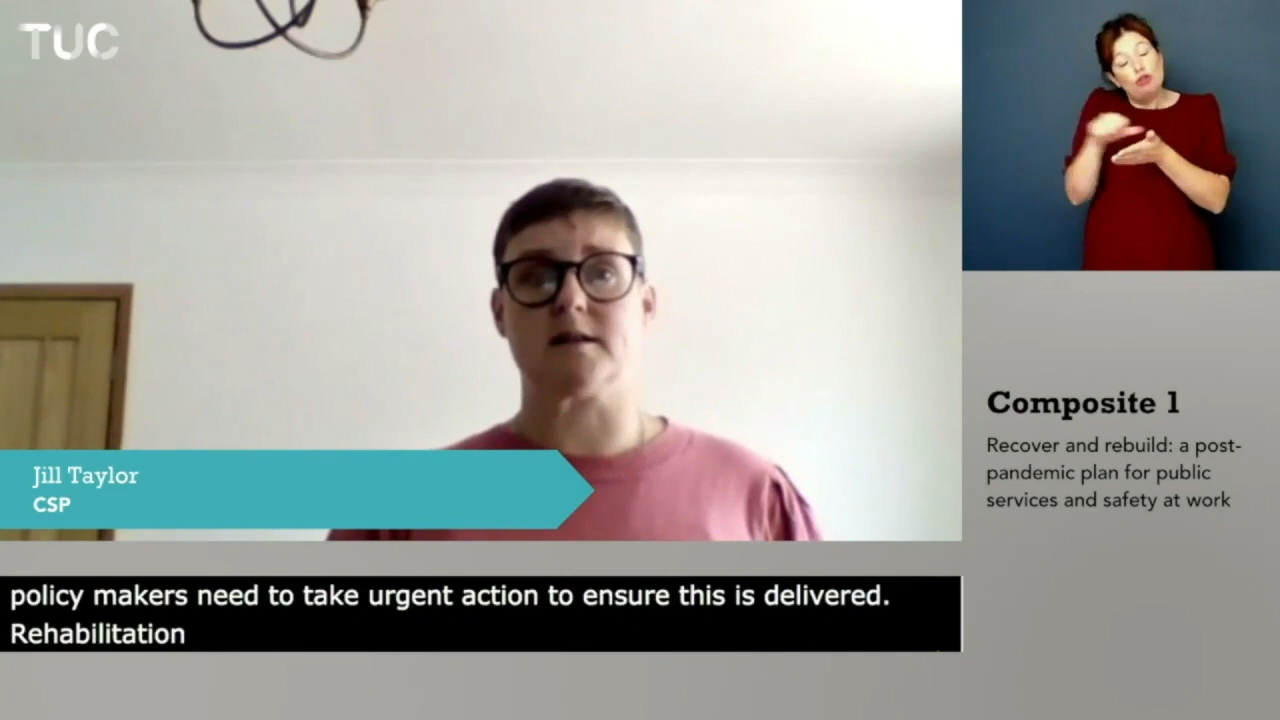 TUC
Jill Taylor
CSP
Composite 1
Recover and rebuild: a post-
pandemic plan for public
services and safety at work
policy makers need to take urgent action to ensure this is delivered.
Rehabilitation